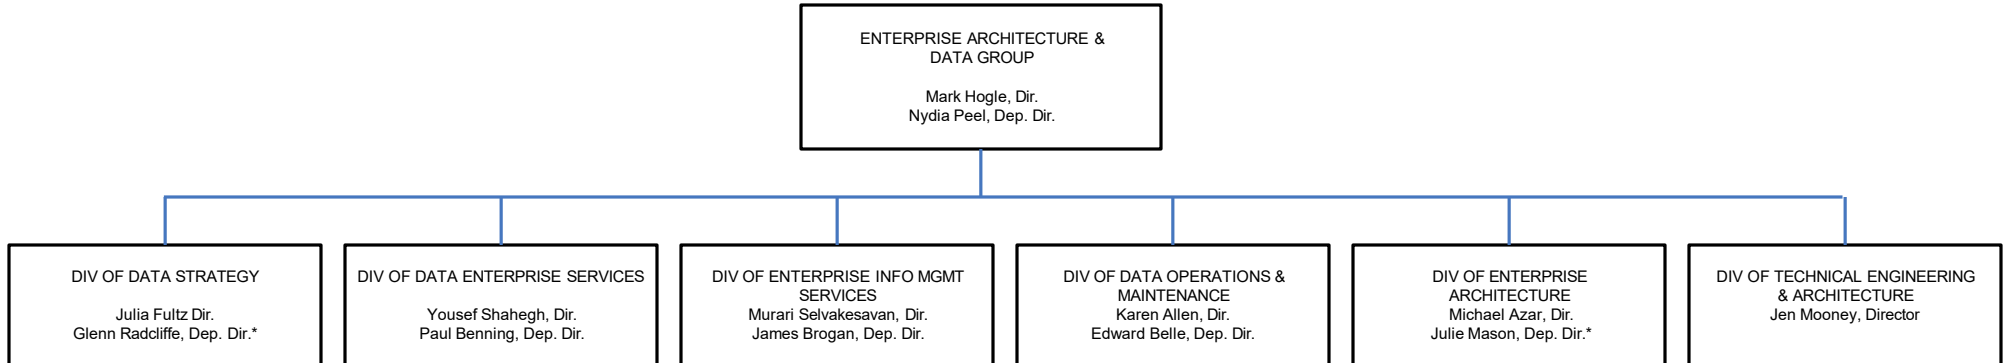 ENTERPRISE ARCHITECTURE &
DATA GROUP
Mark Hogle, Dir.
Nydia Peel, Dep. Dir.
DIV OF DATA STRATEGY
Julia Fultz Dir.
Glenn Radcliffe, Dep. Dir.*
DIV OF DATA ENTERPRISE SERVICES
Yousef Shahegh, Dir.
Paul Benning, Dep. Dir.
DIV OF ENTERPRISE INFO MGMT
SERVICES
Murari Selvakesavan, Dir.
James Brogan, Dep. Dir.
DIV OF DATA OPERATIONS &
MAINTENANCE
Karen Allen, Dir.
Edward Belle, Dep. Dir.
DIV OF ENTERPRISE
ARCHITECTURE
Michael Azar, Dir.
Julie Mason, Dep. Dir.*
DIV OF TECHNICAL ENGINEERING
& ARCHITECTURE
Jen Mooney, Director